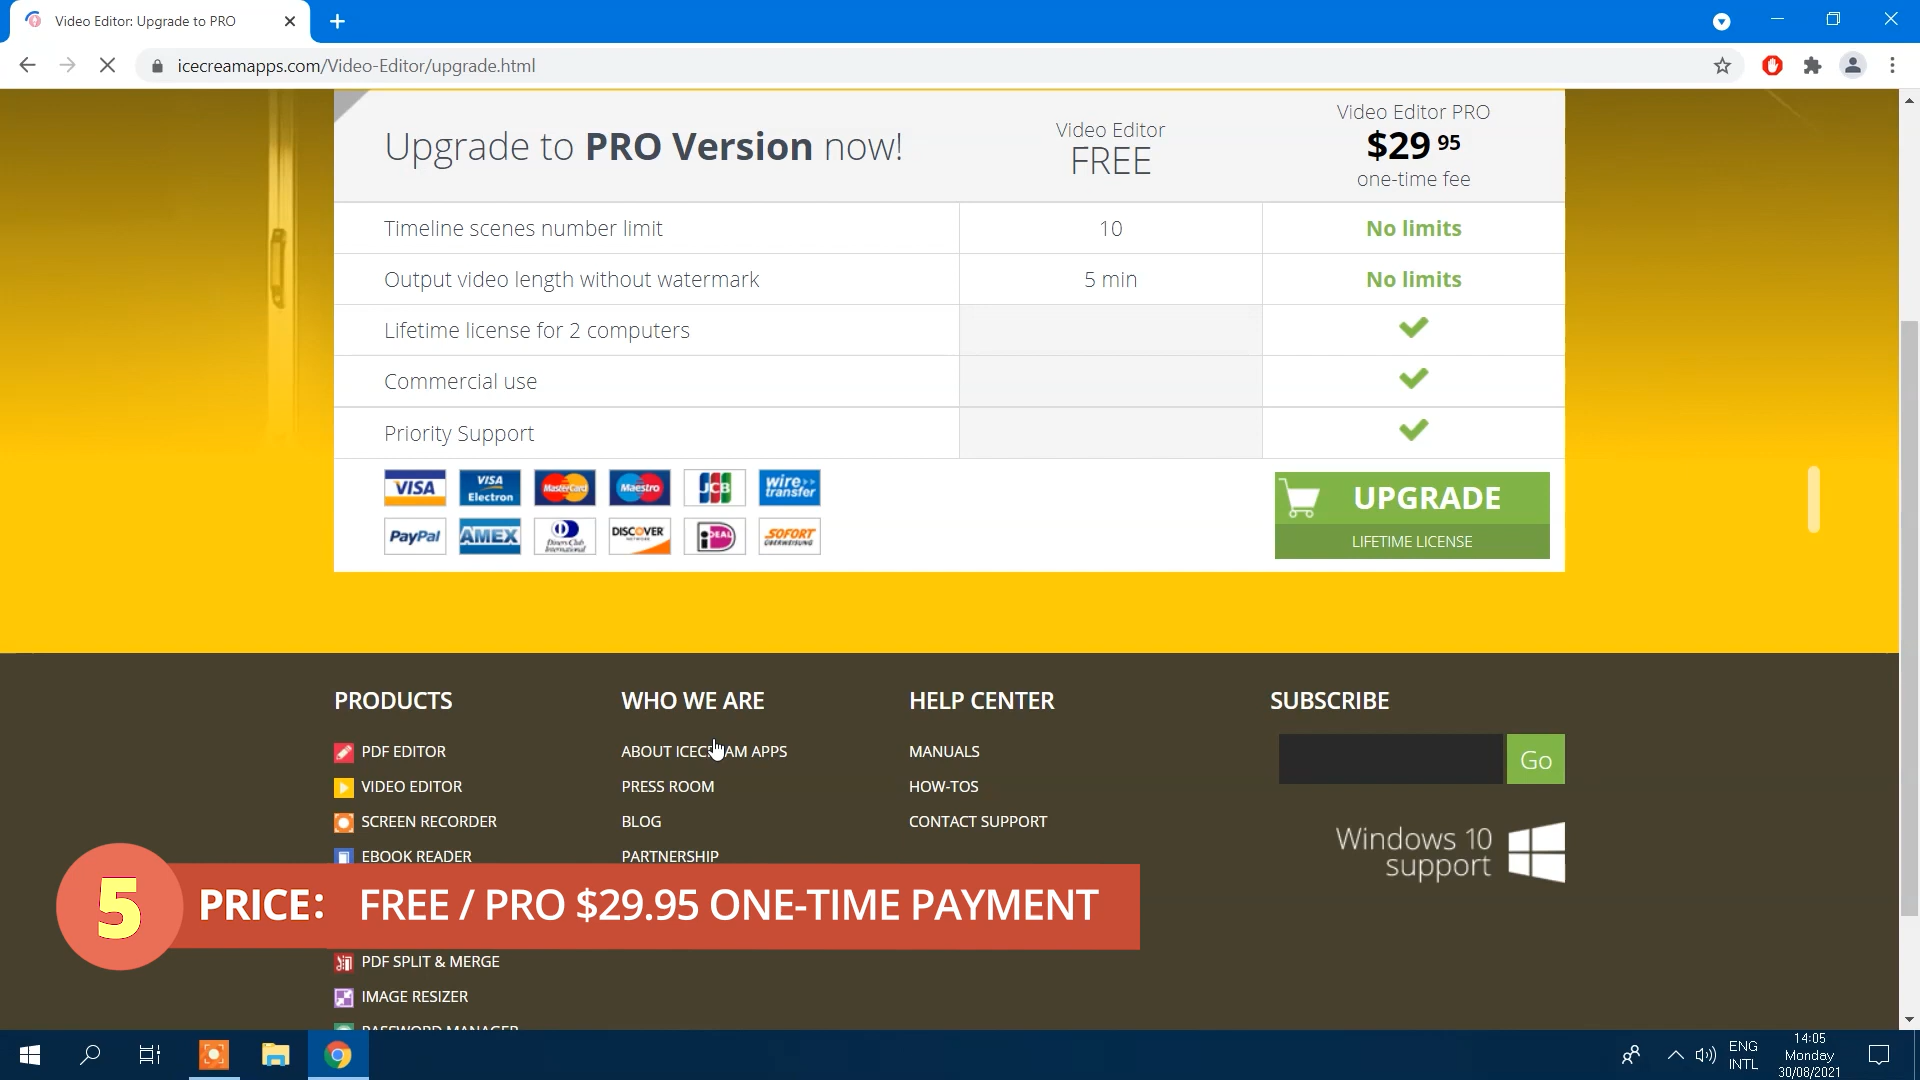 Video Editor: Upgrade to PRO
icecreamapps.com/Video-Editor/upgrade.html
Upgrade to PRO Version now!
Video Editor
FREE
Video Editor PRO
$29 95
one-time fee
Timeline scenes number limit
10
No limits
Output video length without watermark
5 min
No limits
Lifetime license for 2 computers
Commercial use
Priority Support
VISA
VISA Electron
MasterCard
Maestro
JCB
wire transfer
PayPal
AMEX
Diners Club International
DISCOVER
iDEAL
SOFORT ÜBERWEISUNG
UPGRADE
LIFETIME LICENSE
PRODUCTS
PDF EDITOR
VIDEO EDITOR
SCREEN RECORDER
EBOOK READER
PDF SPLIT & MERGE
IMAGE RESIZER
PASSWORD MANAGER
WHO WE ARE
ABOUT ICECREAM APPS
PRESS ROOM
BLOG
PARTNERSHIP
HELP CENTER
MANUALS
HOW-TOS
CONTACT SUPPORT
SUBSCRIBE
Go
Windows 10
support
5
PRICE: FREE / PRO $29.95 ONE-TIME PAYMENT
ENG
INTL
14:05
Monday
30/08/2021